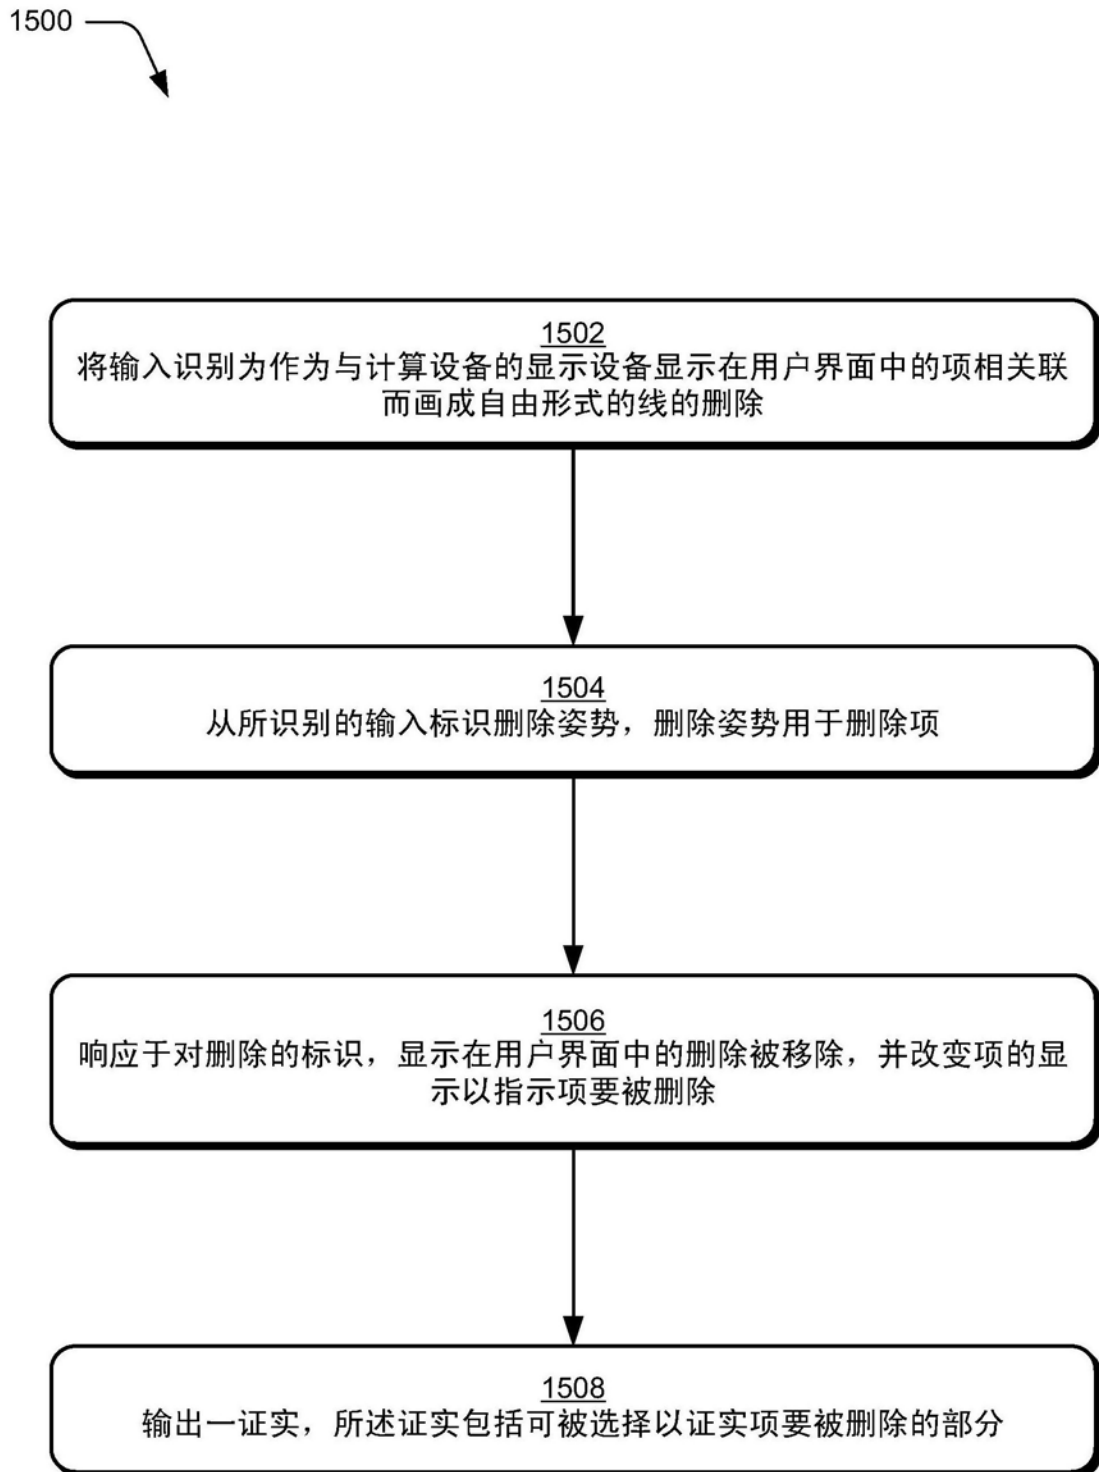 1500
1502
将输入识别为作为与计算设备的显示设备显示在用户界面中的项相关联
而画成自由形式的线的删除
1504
从所识别的输入标识删除姿势，删除姿势用于删除项
1506
响应于对删除的标识，显示在用户界面中的删除被移除，并改变项的显
示以指示项要被删除
1508
输出一证实，所述证实包括可被选择以证实项要被删除的部分